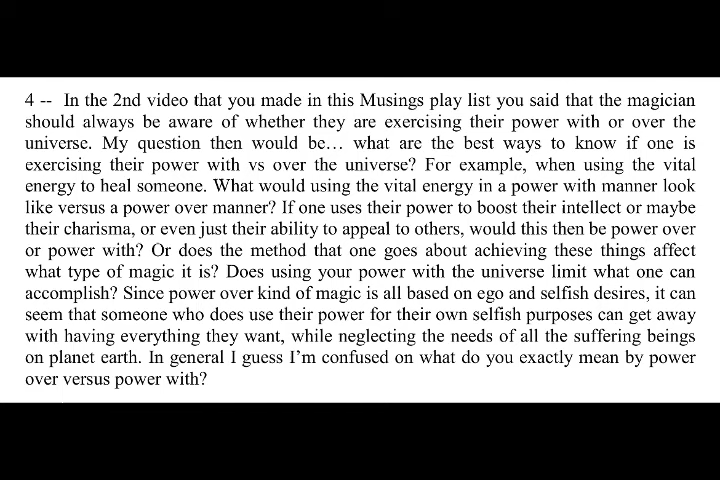 4 -- In the 2nd video that you made in this Musings play list you said that the magician
should always be aware of whether they are exercising their power with or over the
universe. My question then would be... what are the best ways to know if one is
exercising their power with vs over the universe? For example, when using the vital
energy to heal someone. What would using the vital energy in a power with manner look
like versus a power over manner? If one uses their power to boost their intellect or maybe
their charisma, or even just their ability to appeal to others, would this then be power over
or power with? Or does the method that one goes about achieving these things affect
what type of magic it is? Does using your power with the universe limit what one can
accomplish? Since power over kind of magic is all based on ego and selfish desires, it can
seem that someone who does use their power for their own selfish purposes can get away
with having everything they want, while neglecting the needs of all the suffering beings
on planet earth. In general I guess I'm confused on what do you exactly mean by power
over versus power with?